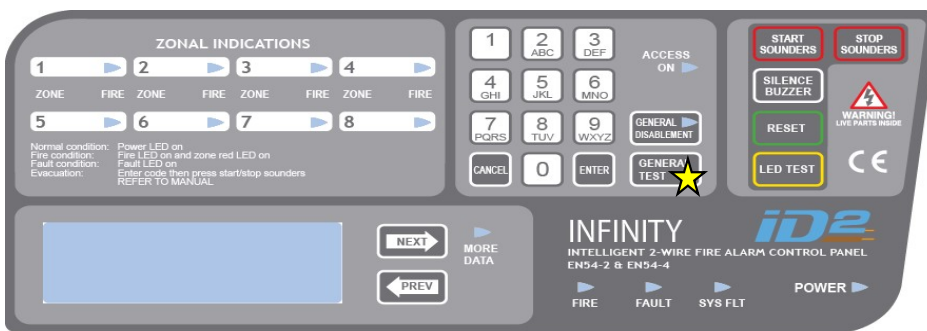 ZONAL INDICATIONS
1 2 3 4
ZONE FIRE ZONE FIRE ZONE FIRE ZONE FIRE
5 6 7 8
Normal condition: Power LED on
Fire condition: Fire LED on and zone red LED on
Fault condition: Fault LED on
Evacuation: Enter code then press start/stop sounders
REFER TO MANUAL
1
2
ABC
3
DEF
4
GHI
5
JKL
6
MNO
7
PQRS
8
TUV
9
WXYZ
CANCEL
0
ENTER
ACCESS
ON
GENERAL
DISABLEMENT
GENERAL
TEST
START
SOUNDERS
STOP
SOUNDERS
SILENCE
BUZZER
RESET
LED TEST
WARNING!
LIVE PARTS INSIDE
CE
NEXT
PREV
MORE
DATA
INFINITY
iD2
INTELLIGENT 2-WIRE FIRE ALARM CONTROL PANEL
EN54-2 & EN54-4
FIRE FAULT SYS FLT POWER